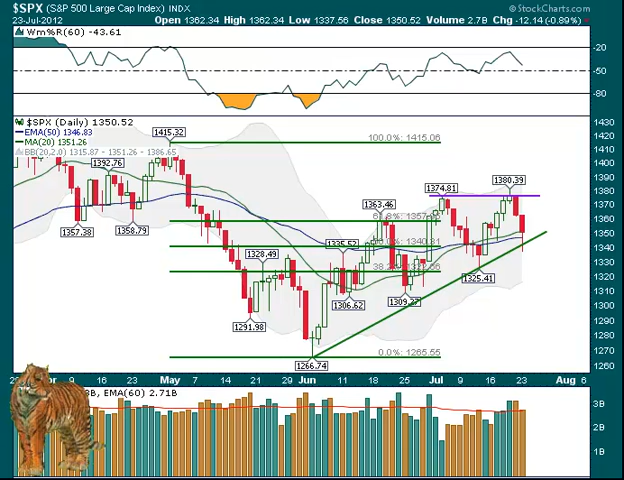 $SPX (S&P 500 Large Cap Index) INDX
© StockCharts.com
23-Jul-2012
Open 1362.34 High 1362.34 Low 1337.56 Close 1350.52 Volume 2.7B Chg -12.14 (-0.89%)
Wm%R(60) -43.61
-20
-50
-80
$SPX (Daily) 1350.52
EMA(50) 1346.83
MA(20) 1351.26
BB(20,2.0) 1315.87 - 1351.26 - 1386.65
1430
1420
1410
1400
1390
1380
1370
1360
1350
1340
1330
1320
1310
1300
1290
1280
1270
1260
1415.32
100.0%: 1415.06
1392.76
1380.39
1374.81
1363.46
1357.38
1358.79
1335.52
1328.49
1325.41
1309.27
1306.62
1291.98
0.0%: 1265.55
1266.74
May 7 14 21 29 Jun 11 18 25 Jul 9 16 23 Aug 6
EMA(60) 2.71B
3B
2B
1B